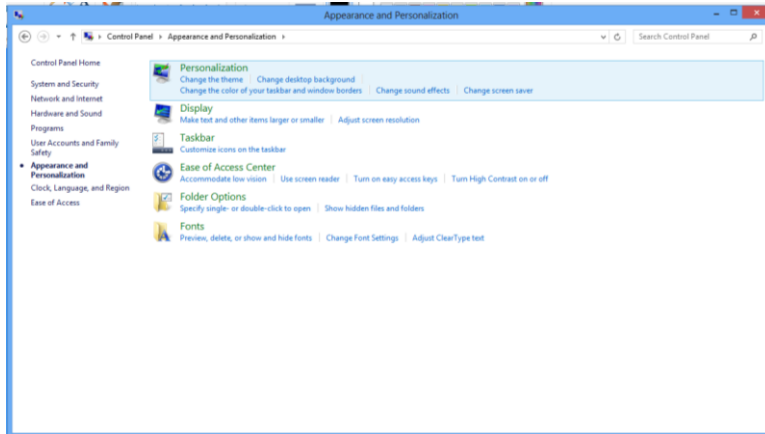 Appearance and Personalization
Control Panel Appearance and Personalization
Search Control Panel
Control Panel Home
System and Security
Network and Internet
Hardware and Sound
Programs
User Accounts and Family
Safety
Appearance and
Personalization
Clock, Language, and Region
Ease of Access
Personalization
Change the theme Change desktop background
Change the color of your taskbar and window borders Change sound effects Change screen saver
Display
Make text and other items larger or smaller Adjust screen resolution
Taskbar
Customize icons on the taskbar
Ease of Access Center
Accommodate low vision Use screen reader Turn on easy access keys Turn High Contrast on or off
Folder Options
Specify single- or double-click to open Show hidden files and folders
Fonts
Preview, delete, or show and hide fonts Change Font Settings Adjust ClearType text